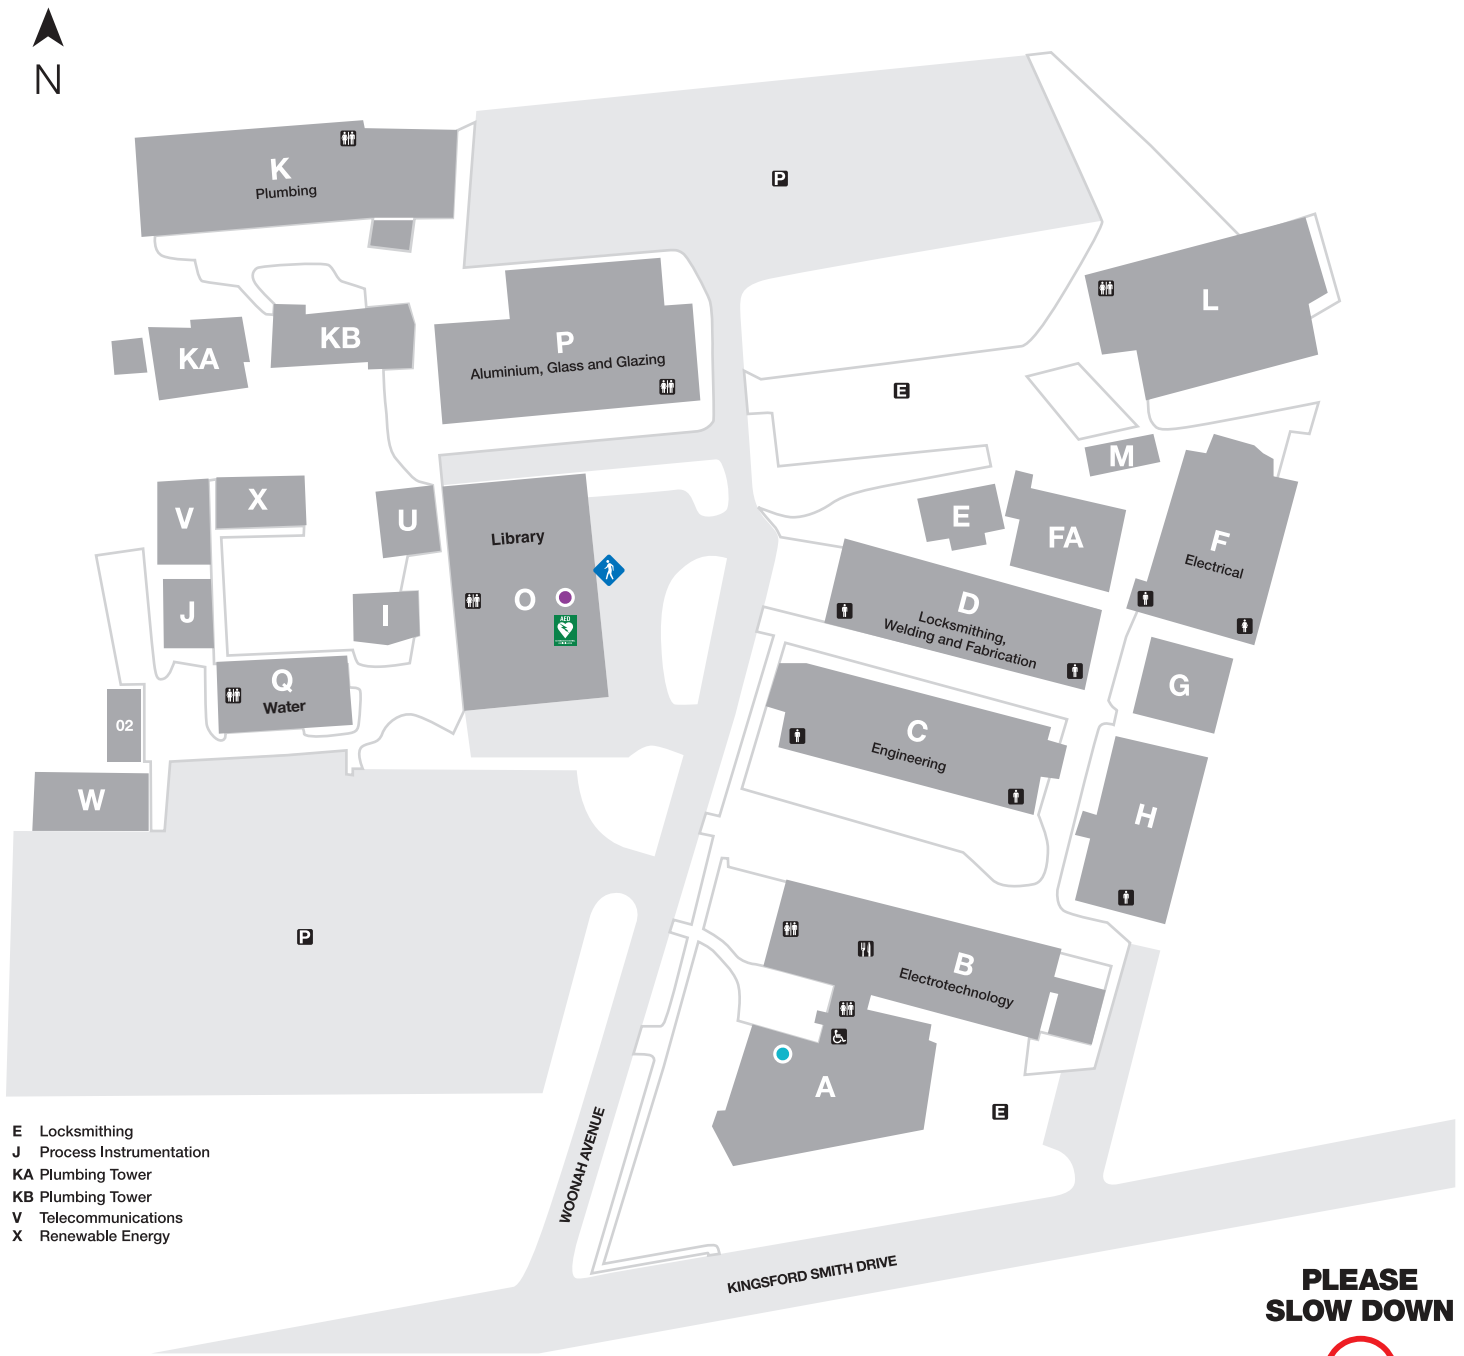 N
K
Plumbing
P
L
KA
KB
P
Aluminium, Glass and Glazing
E
M
V
X
U
Library
E
FA
F
Electrical
J
I
O
AED
D
Locksmithing,
Welding and Fabrication
Q
Water
G
02
C
Engineering
W
H
P
B
Electrotechnology
A
E
WOONAH AVENUE
KINGSFORD SMITH DRIVE
E Locksmithing
J Process Instrumentation
KA Plumbing Tower
KB Plumbing Tower
V Telecommunications
X Renewable Energy
PLEASE
SLOW DOWN